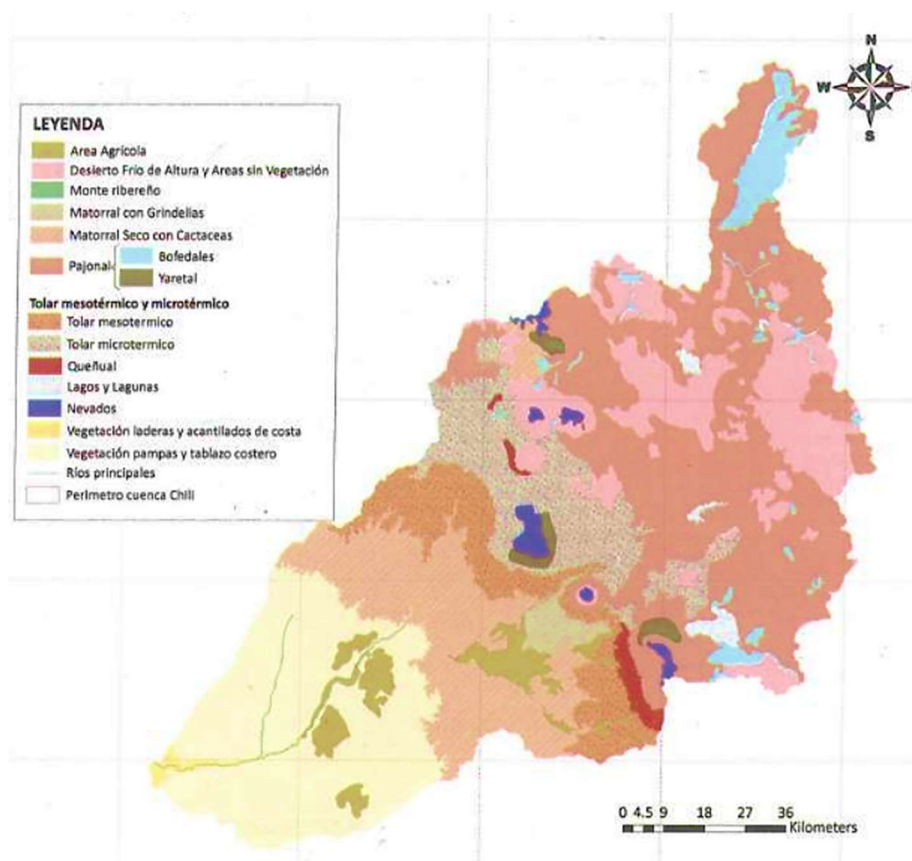 N
W
S
LEYENDA
Area Agrícola
Desierto Frío de Altura y Areas sin Vegetación
Monte ribereño
Matorral con Grindelias
Matorral Seco con Cactaceas
Pajonal
Bofedales
Yaretal
Tolar mesotérmico y microtérmico
Tolar mesotermico
Tolar microtermico
Queñual
Lagos y Lagunas
Nevados
Vegetación laderas y acantilados de costa
Vegetación pampas y tablazo costero
Ríos principales
Perimetro cuenca Chili
0 4.5 9 18 27 36
Kilometers